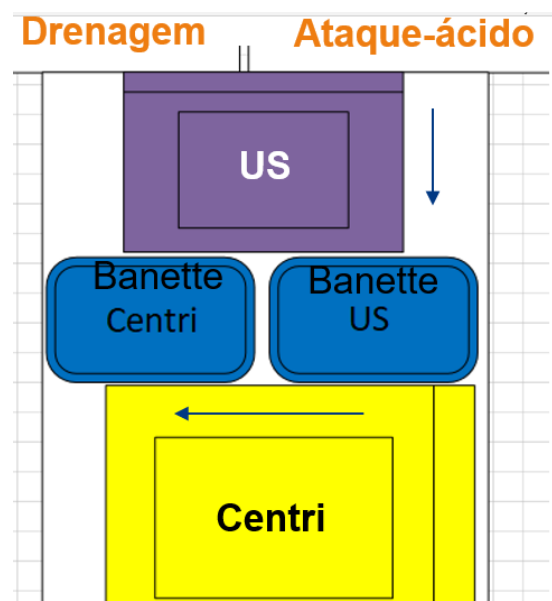 Drenagem
Ataque-ácido
US
Banette
Centri
Banette
US
Centri